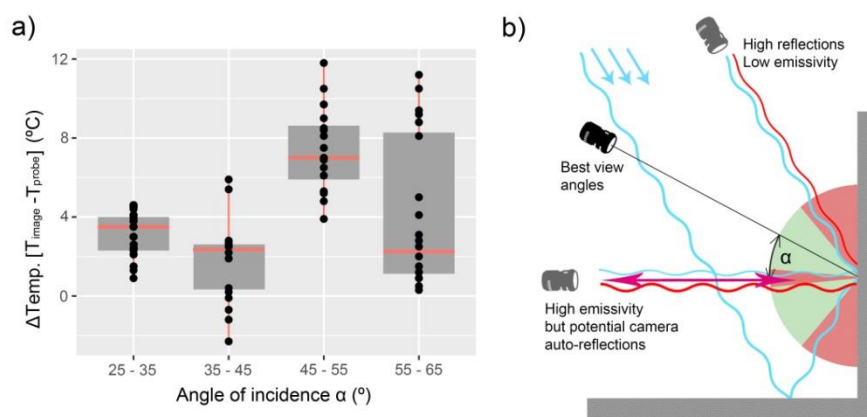 a)
ΔTemp. [T_image -T_probe] (ºC)
12
8
4
0
25 - 35
35 - 45
45 - 55
55 - 65
Angle of incidence α (º)
b)
High reflections
Low emissivity
Best view
angles
α
High emissivity
but potential camera
auto-reflections